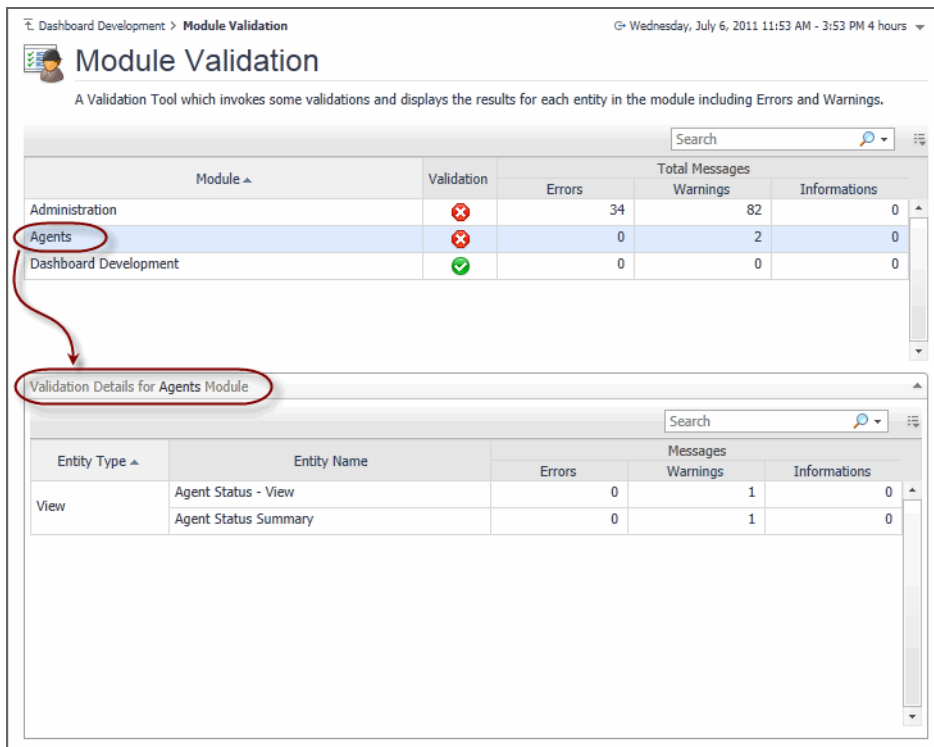 Dashboard Development > Module Validation
Wednesday, July 6, 2011 11:53 AM - 3:53 PM 4 hours
Module Validation
A Validation Tool which invokes some validations and displays the results for each entity in the module including Errors and Warnings.
Search
Module Validation Total Messages
Errors Warnings Informations
Administration 34 82 0
Agents 0 2 0
Dashboard Development 0 0 0
Validation Details for Agents Module
Search
Entity Type Entity Name Messages
Errors Warnings Informations
View
Agent Status - View 0 1 0
Agent Status Summary 0 1 0